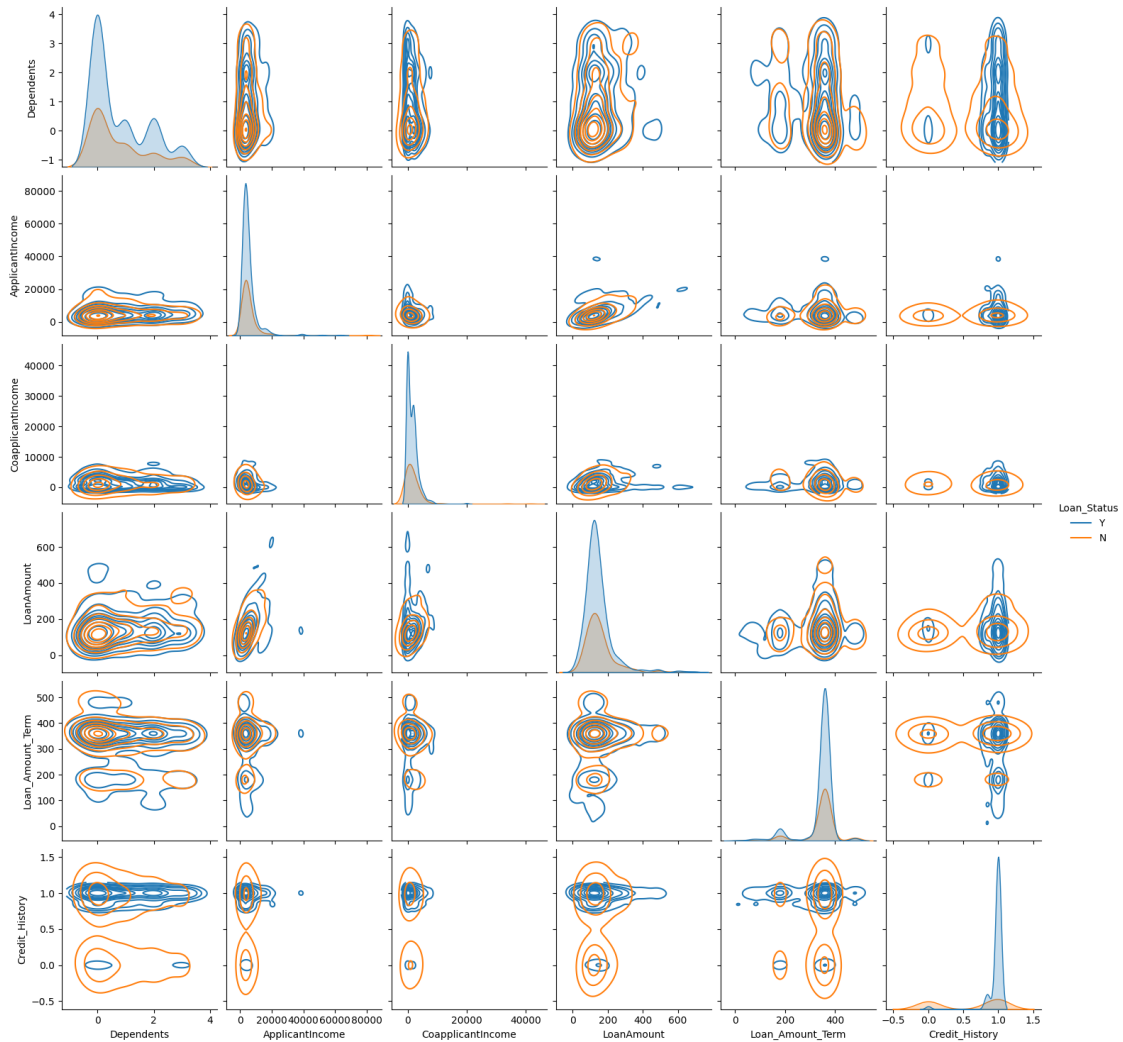 4
3
2
1
0
−1
Dependents
80000
60000
40000
20000
0
ApplicantIncome
40000
30000
20000
10000
0
CoapplicantIncome
Loan_Status
Y
N
600
400
200
0
LoanAmount
500
400
300
200
100
0
Loan_Amount_Term
1.5
1.0
0.5
0.0
−0.5
Credit_History
0 2 4
0 20000 40000 60000 80000
0 20000 40000
0 200 400 600
0 200 400
−0.5 0.0 0.5 1.0 1.5
Dependents ApplicantIncome CoapplicantIncome LoanAmount Loan_Amount_Term Credit_History